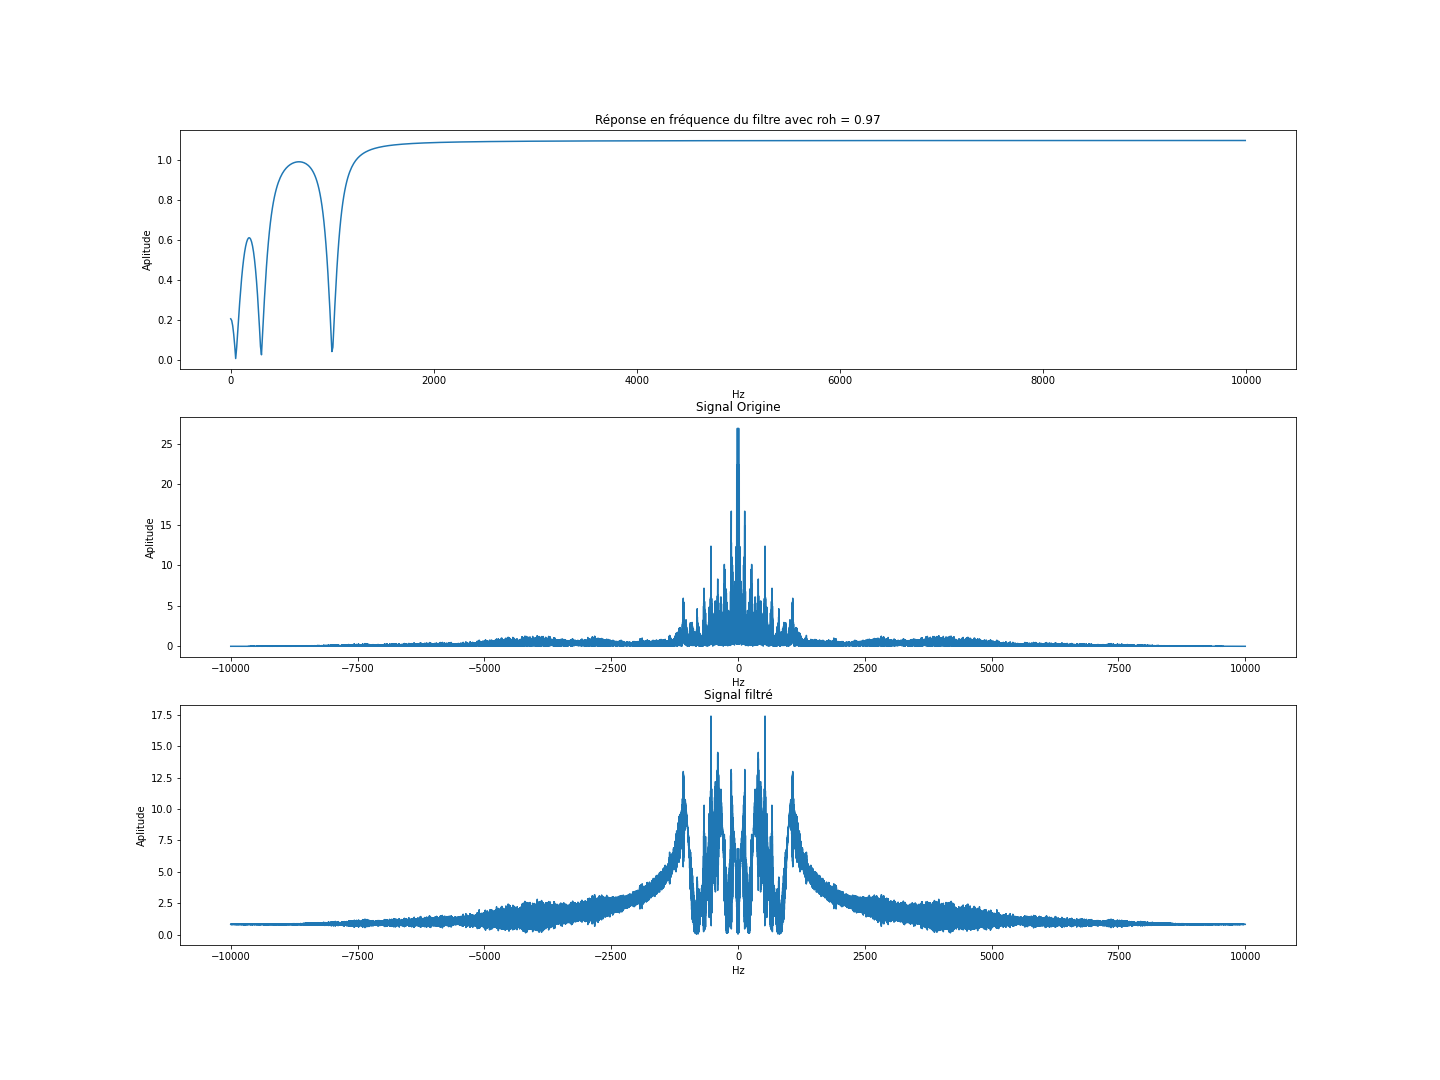 Réponse en fréquence du filtre avec roh = 0.97
Aplitude
1.0
0.8
0.6
0.4
0.2
0.0
0 2000 4000 6000 8000 10000
Hz
Signal Origine
Aplitude
25
20
15
10
5
0
−10000 −7500 −5000 −2500 0 2500 5000 7500 10000
Hz
Signal filtré
Aplitude
17.5
15.0
12.5
10.0
7.5
5.0
2.5
0.0
−10000 −7500 −5000 −2500 0 2500 5000 7500 10000
Hz